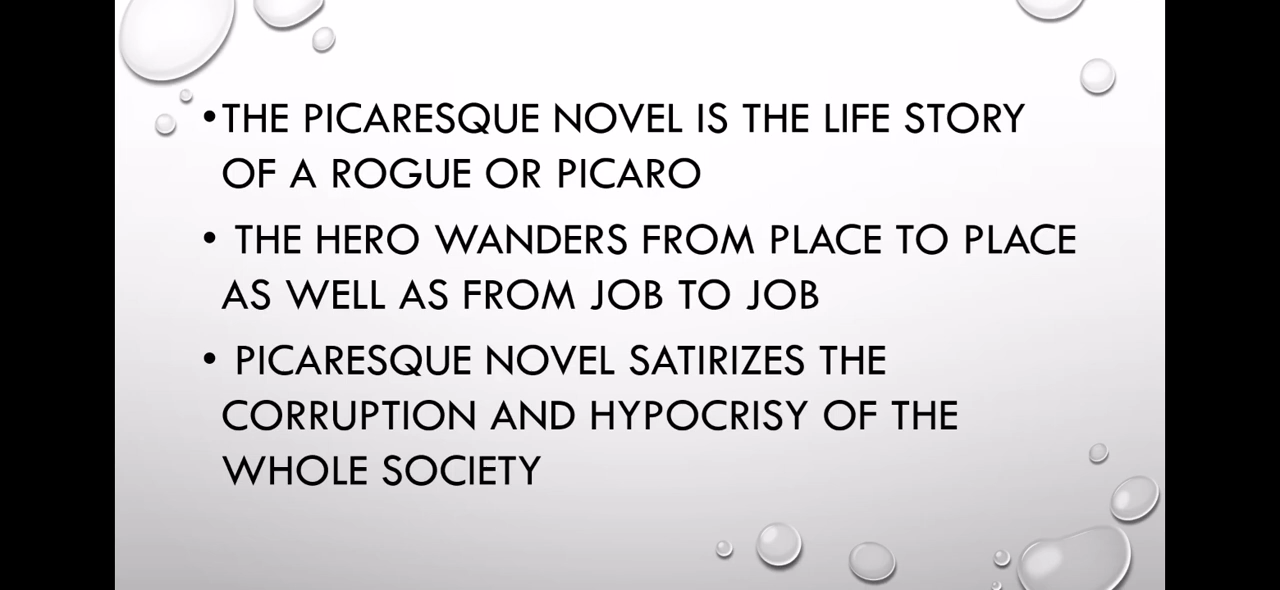 •THE PICARESQUE NOVEL IS THE LIFE STORY
OF A ROGUE OR PICARO
• THE HERO WANDERS FROM PLACE TO PLACE
AS WELL AS FROM JOB TO JOB
• PICARESQUE NOVEL SATIRIZES THE
CORRUPTION AND HYPOCRISY OF THE
WHOLE SOCIETY